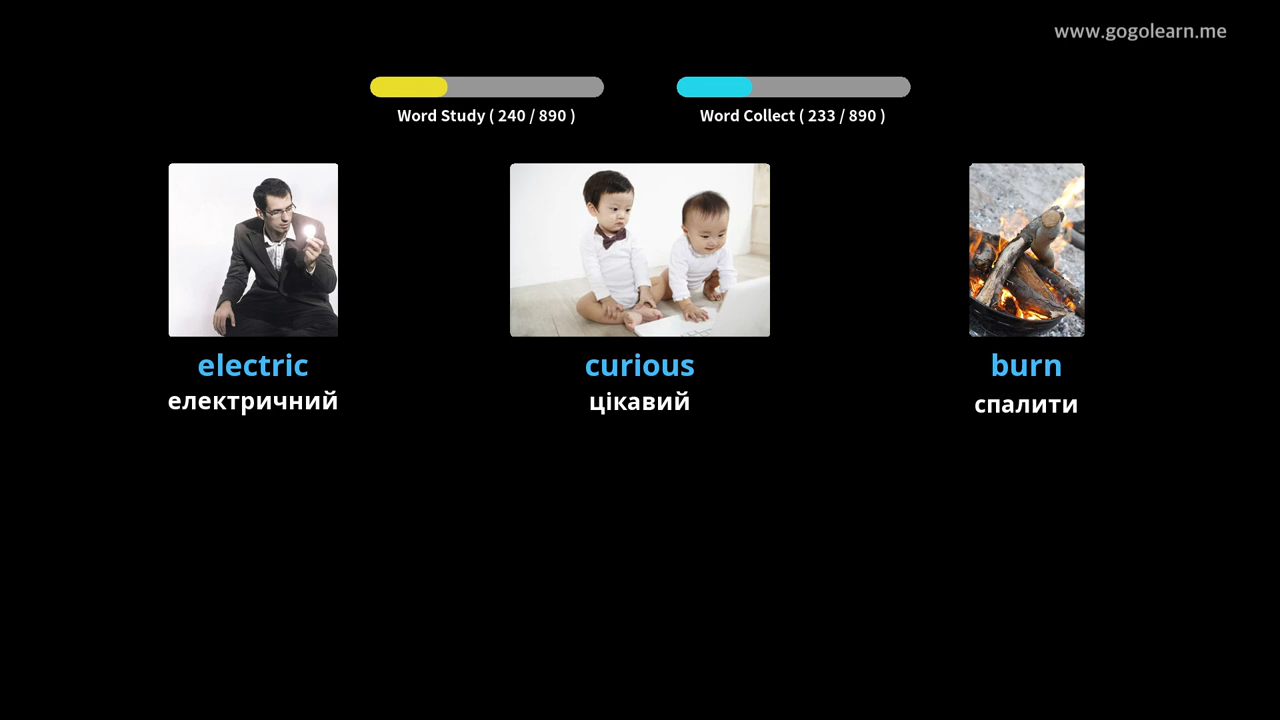 www.gogolearn.me
Word Study ( 240 / 890 )
Word Collect ( 233 / 890 )
electric
електричний
curious
цікавий
burn
спалити